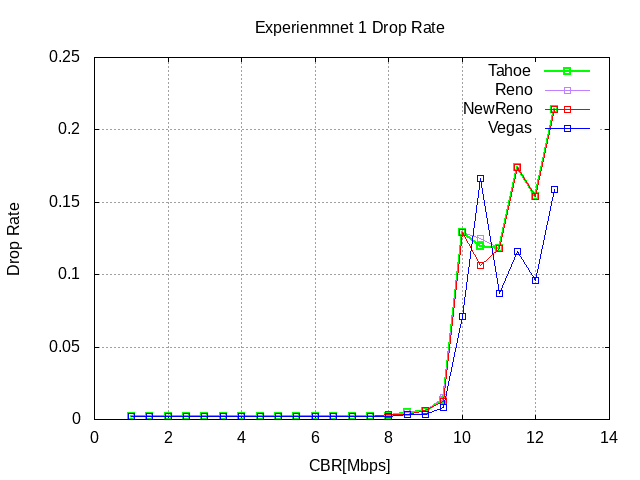 Experienmnet 1 Drop Rate
0.25
0.2
0.15
0.1
0.05
0
Drop Rate
Tahoe
Reno
NewReno
Vegas
0 2 4 6 8 10 12 14
CBR[Mbps]